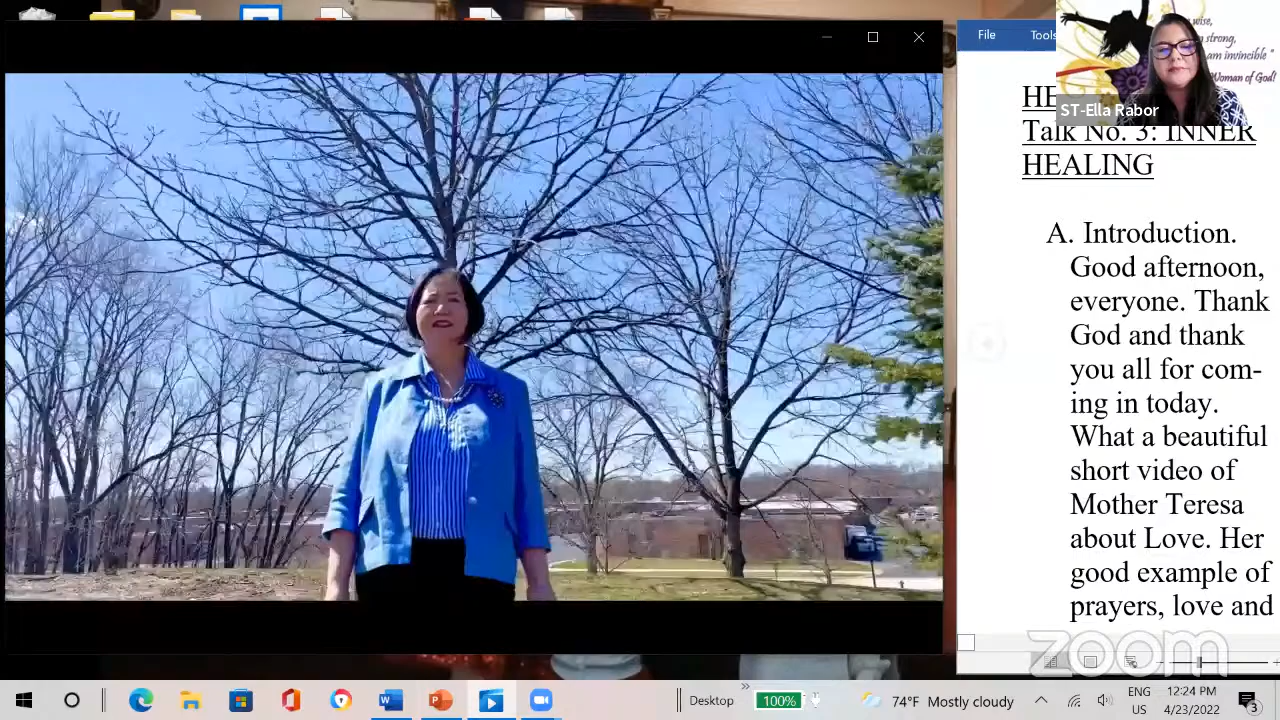 File Tools
wise,
strong,
am invincible "
Woman of God!
ST-Ella Rabor
Talk No. 3: INNER
HEALING
A. Introduction.
Good afternoon,
everyone. Thank
God and thank
you all for com-
ing in today.
What a beautiful
short video of
Mother Teresa
about Love. Her
good example of
prayers, love and
zoom
Desktop
100%
74°F Mostly cloudy
ENG
US
12:24 PM
4/23/2022
3